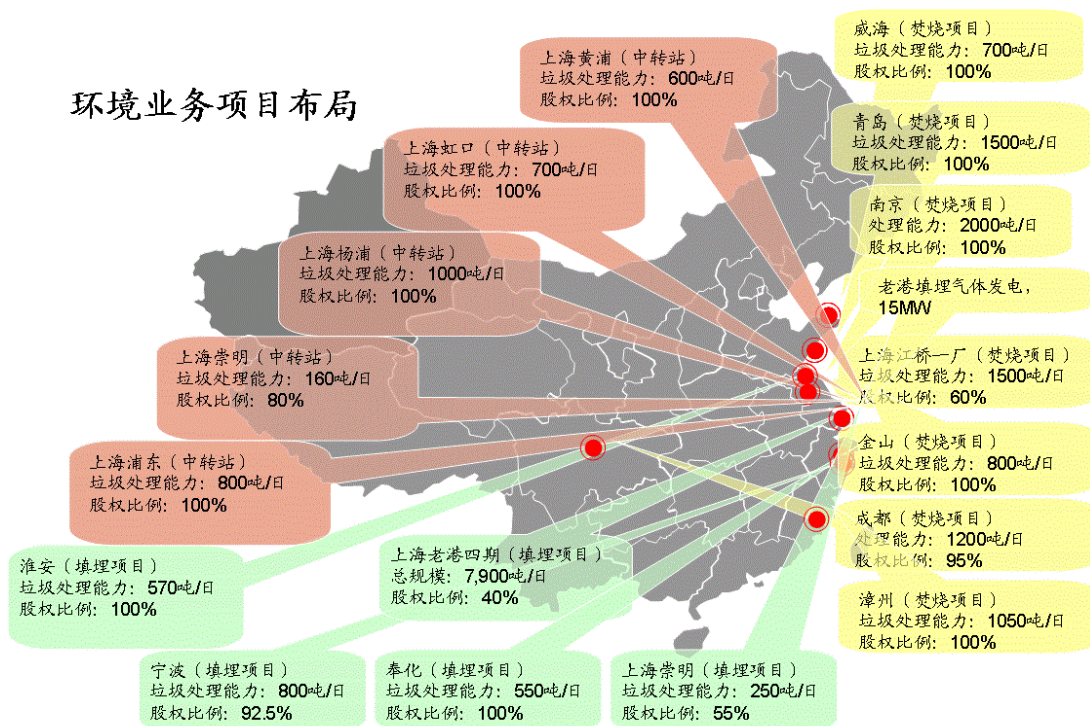 环境业务项目布局
上海黄浦（中转站）
垃圾处理能力：600吨/日
股权比例：100%
上海虹口（中转站）
垃圾处理能力：700吨/日
股权比例：100%
上海杨浦（中转站）
垃圾处理能力：1000吨/日
股权比例：100%
上海崇明（中转站）
垃圾处理能力：160吨/日
股权比例：80%
上海浦东（中转站）
垃圾处理能力：800吨/日
股权比例：100%
威海（焚烧项目）
垃圾处理能力：700吨/日
股权比例：100%
青岛（焚烧项目）
垃圾处理能力：1500吨/日
股权比例：100%
南京（焚烧项目）
处理能力：2000吨/日
股权比例：100%
老港填埋气体发电，
15MW
上海江桥一厂（焚烧项目）
垃圾处理能力：1500吨/日
股权比例：60%
金山（焚烧项目）
垃圾处理能力：800吨/日
股权比例：100%
成都（焚烧项目）
处理能力：1200吨/日
股权比例：95%
漳州（焚烧项目）
垃圾处理能力：1050吨/日
股权比例：100%
淮安（填埋项目）
垃圾处理能力：570吨/日
股权比例：100%
上海老港四期（填埋项目）
总规模：7,900吨/日
股权比例：40%
宁波（填埋项目）
垃圾处理能力：800吨/日
股权比例：92.5%
奉化（填埋项目）
垃圾处理能力：550吨/日
股权比例：100%
上海崇明（填埋项目）
垃圾处理能力：250吨/日
股权比例：55%